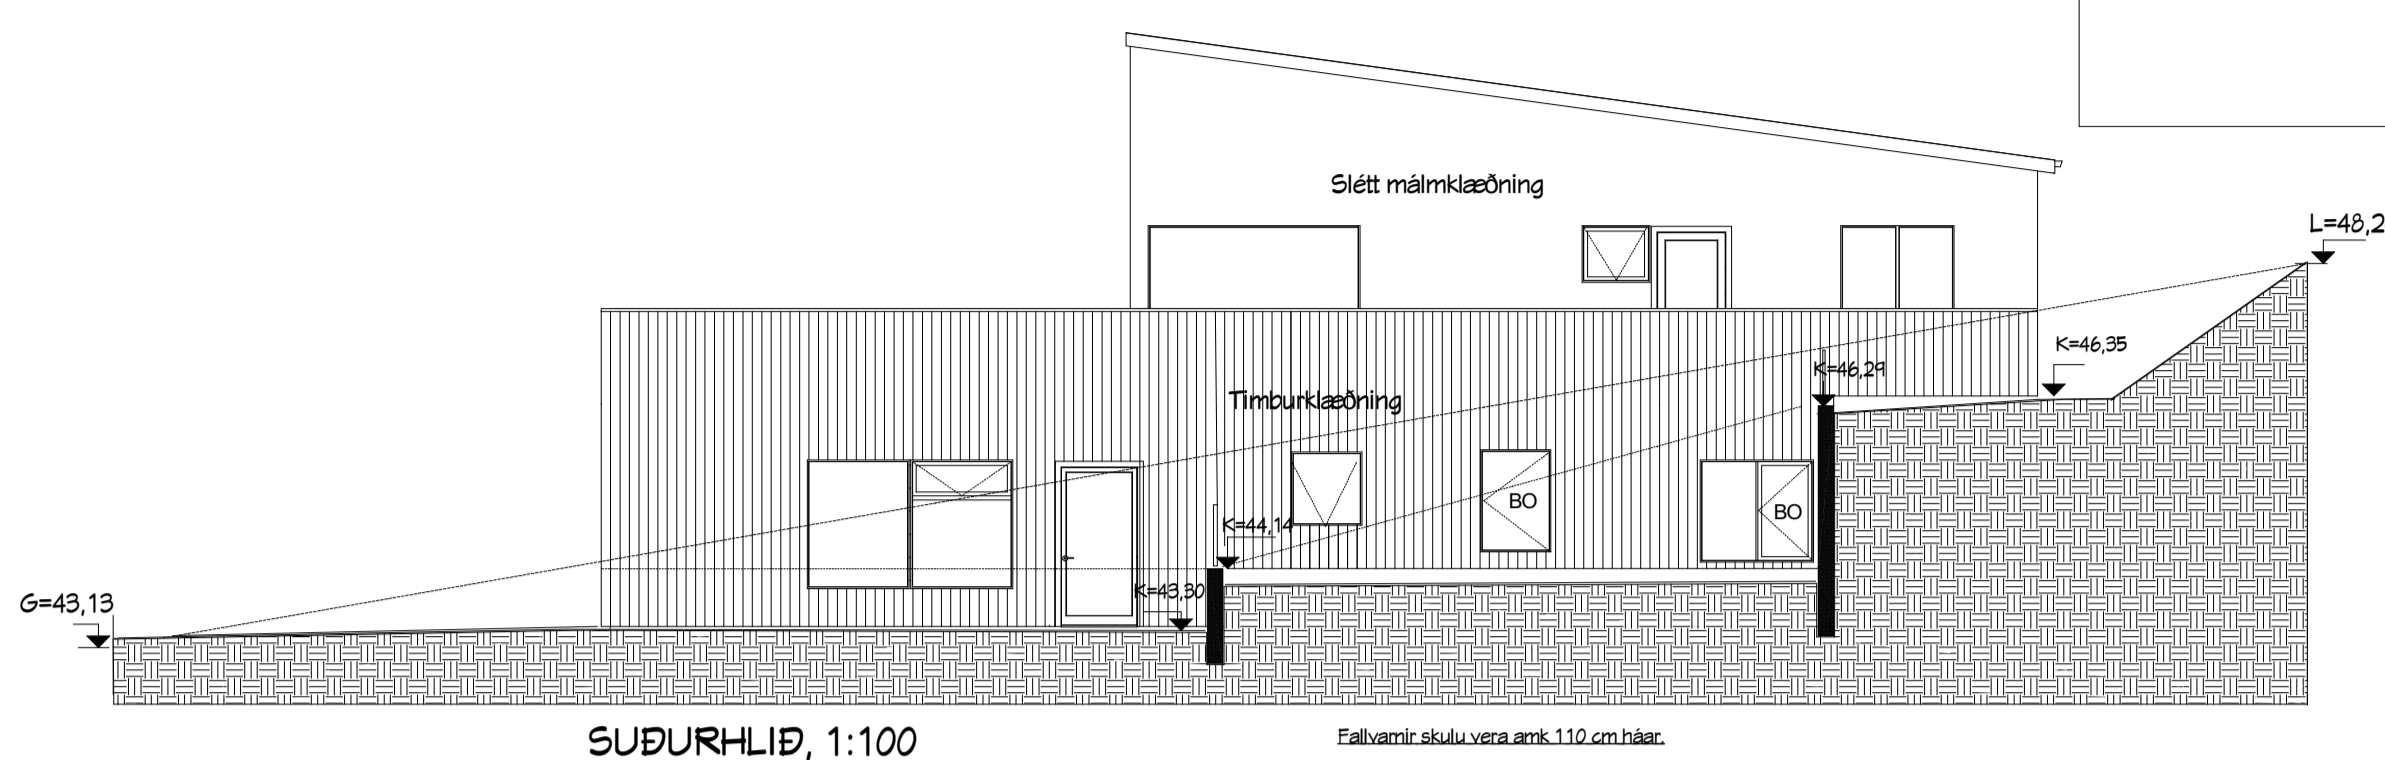 Slétt málmklæðning
L=48,2
K=46,35
K=46,29
Timburklæðning
BO
BO
K=44,14
K=43,30
G=43,13
SUÐURHLIÐ, 1:100
Fallvarnir skulu vera amk 110 cm háar.